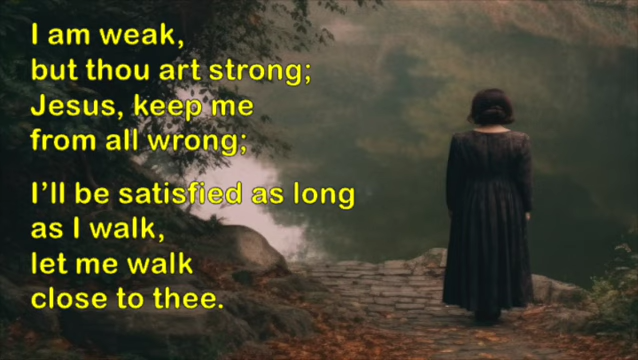 I am weak,
but thou art strong;
Jesus, keep me
from all wrong;
I’ll be satisfied as long
as I walk,
let me walk
close to thee.